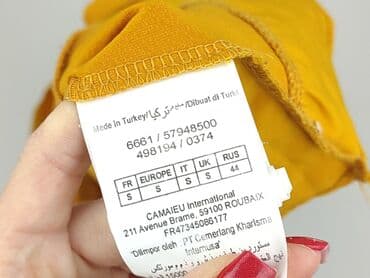 Made In Turkey/صنع في تركيا/Dibuat di Turki
6661 / 57948500
498194 / 0374
FR EUROPE IT UK RUS
S S S S 44
CAMAIEU International
211 Avenue Brame, 59100 ROUBAIX
FR47345086177
"Diimpor oleh : PT Cemerlang Kharisma
Internusa"